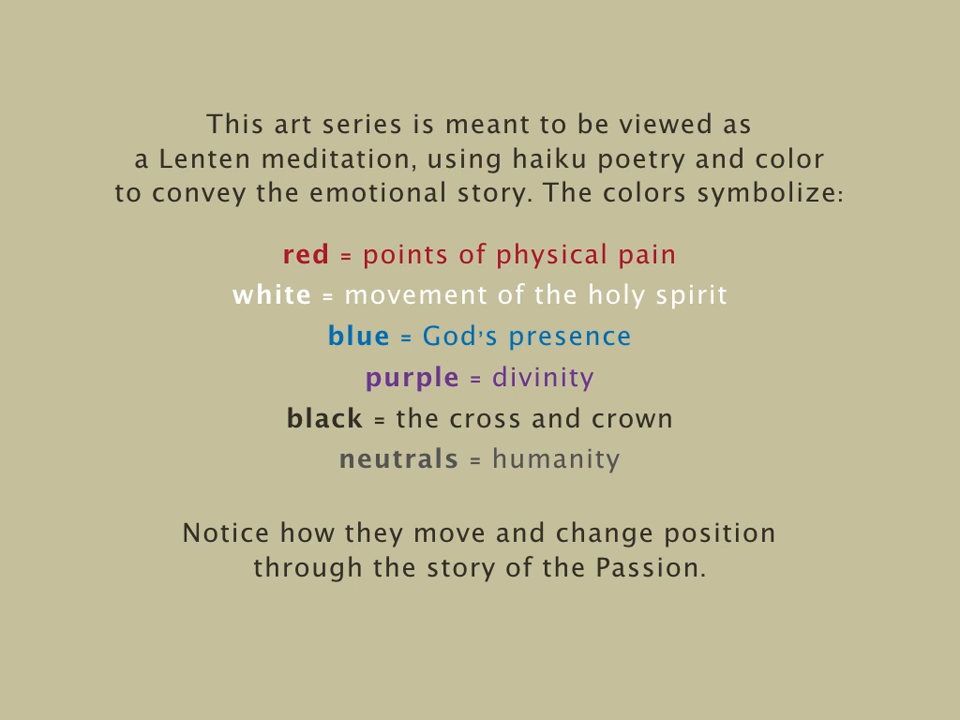 This art series is meant to be viewed as
a Lenten meditation, using haiku poetry and color
to convey the emotional story. The colors symbolize:
red = points of physical pain
white = movement of the holy spirit
blue = God's presence
purple = divinity
black = the cross and crown
neutrals = humanity
Notice how they move and change position
through the story of the Passion.